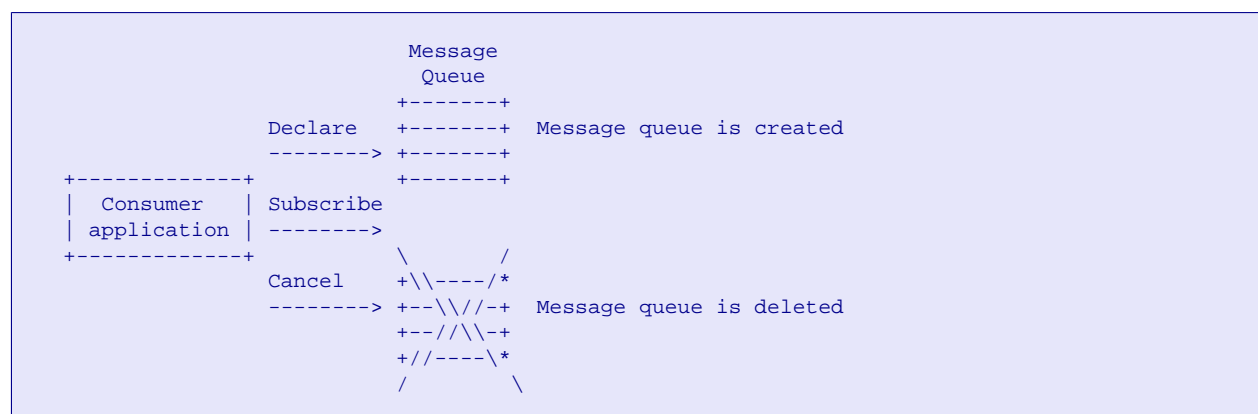 Message
Queue
+-------+
Declare +-------+ Message queue is created
--------> +-------+
+-------------+ +-------+
| Consumer | Subscribe
| application | -------->
+-------------+ \ /
Cancel +\\----/*
--------> +--\\//-+ Message queue is deleted
+--//\\-+
+//----\*
/ \